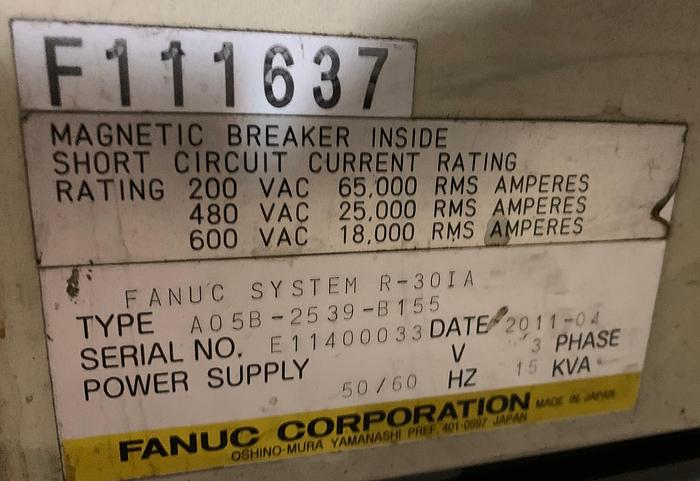 F111637
MAGNETIC BREAKER INSIDE
SHORT CIRCUIT CURRENT RATING
RATING 200 VAC 65,000 RMS AMPERES
480 VAC 25,000 RMS AMPERES
600 VAC 18,000 RMS AMPERES
FANUC SYSTEM R-30IA
TYPE A05B-2539-B155
SERIAL NO. E11400033 DATE 2011-04
POWER SUPPLY V 3 PHASE
50/60 HZ 15 KVA
FANUC CORPORATION MADE IN JAPAN
OSHINO-MURA YAMANASHI PREF. 401-0597 JAPAN